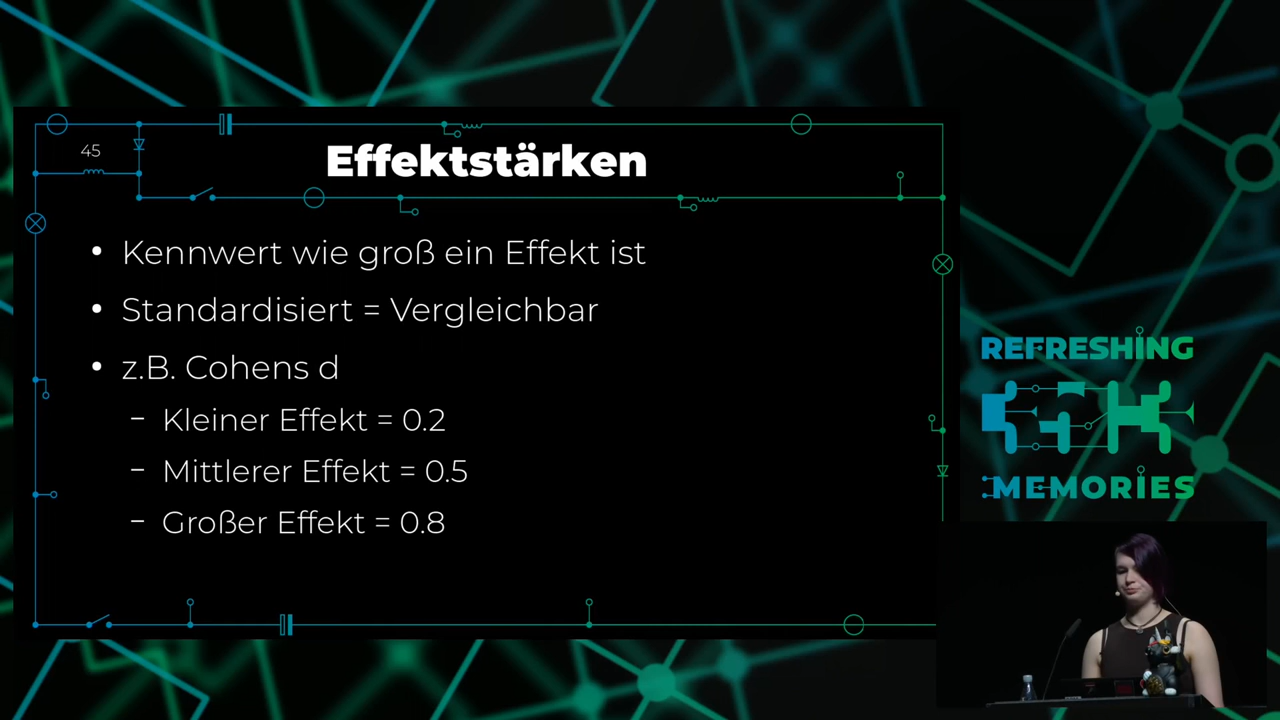 45
Effektstärken
• Kennwert wie groß ein Effekt ist
• Standardisiert = Vergleichbar
• z.B. Cohens d
– Kleiner Effekt = 0.2
– Mittlerer Effekt = 0.5
– Großer Effekt = 0.8
REFRESHING
MEMORIES